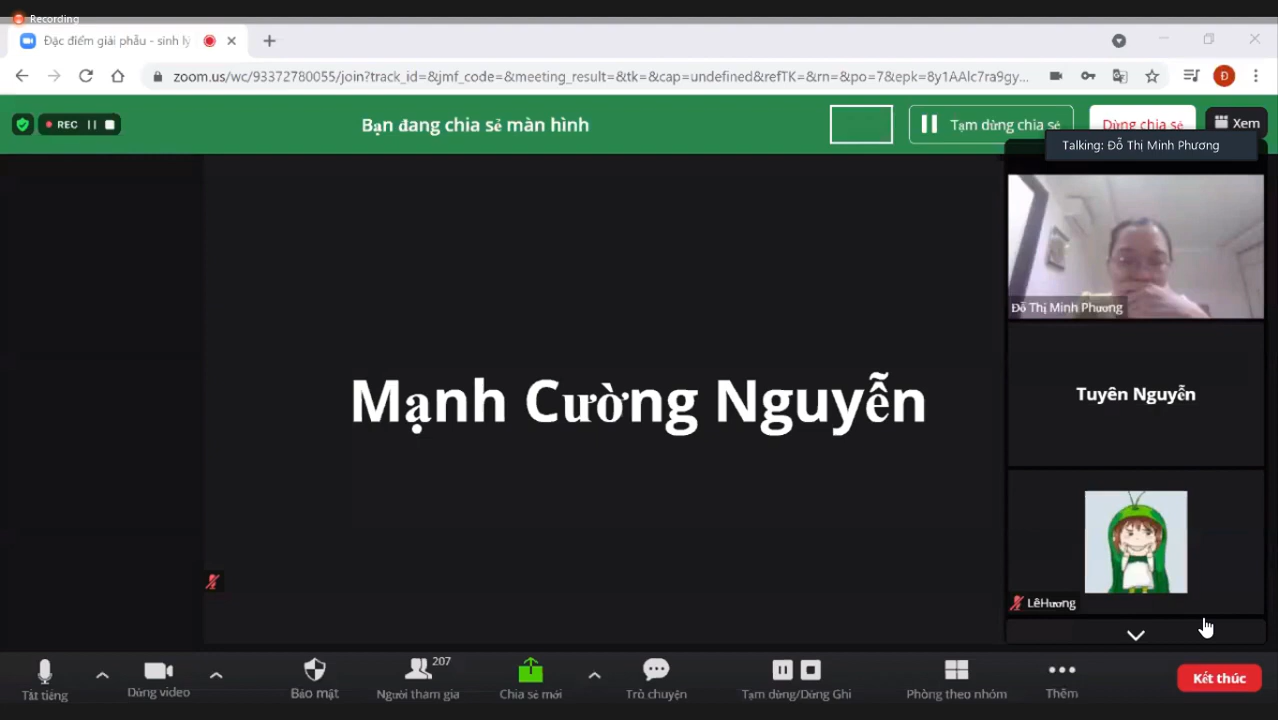 Recording
Đặc điểm giải phẫu - sinh lý
zoom.us/wc/93372780055/join?track_id=&jmf_code=&meeting_result=&tk=&cap=undefined&refTK=&rn=&po=7&epk=8y1AAlc7ra9gy...
Đ
REC
Bạn đang chia sẻ màn hình
Tạm dừng chia sẻ
Dừng chia sẻ
Xem
Talking: Đỗ Thị Minh Phương
Đỗ Thị Minh Phương
Mạnh Cường Nguyễn
Tuyên Nguyễn
LêHương
Tắt tiếng
Dừng video
Bảo mật
207
Người tham gia
Chia sẻ mới
Trò chuyện
Tạm dừng/Dừng Ghi
Phòng theo nhóm
Thêm
Kết thúc